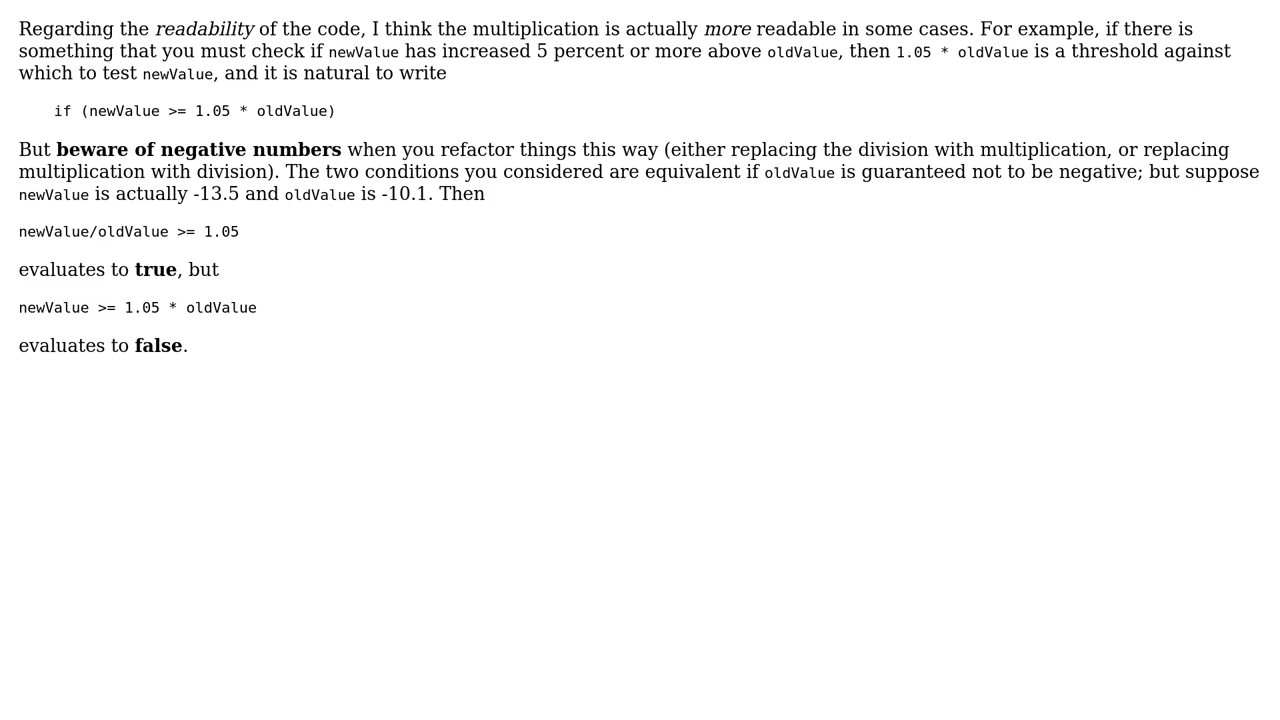 Regarding the readability of the code, I think the multiplication is actually more readable in some cases. For example, if there is
something that you must check if newValue has increased 5 percent or more above oldValue, then 1.05 * oldValue is a threshold against
which to test newValue, and it is natural to write
if (newValue >= 1.05 * oldValue)
But beware of negative numbers when you refactor things this way (either replacing the division with multiplication, or replacing
multiplication with division). The two conditions you considered are equivalent if oldValue is guaranteed not to be negative; but suppose
newValue is actually -13.5 and oldValue is -10.1. Then
newValue/oldValue >= 1.05
evaluates to true, but
newValue >= 1.05 * oldValue
evaluates to false.